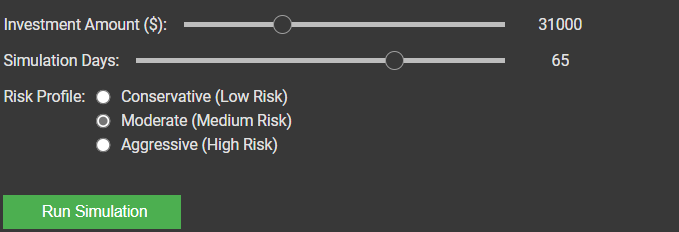 Investment Amount ($): 31000
Simulation Days: 65
Risk Profile: Conservative (Low Risk)
Moderate (Medium Risk)
Aggressive (High Risk)
Run Simulation